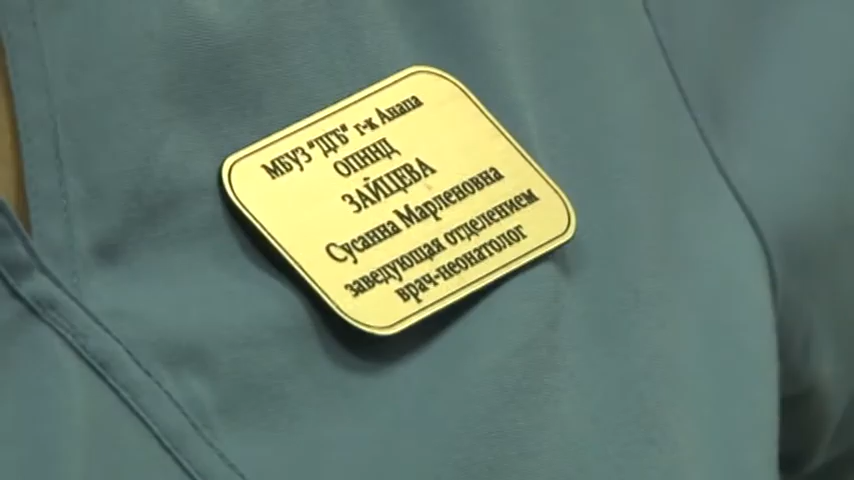 МБУЗ "ДГБ" г-к Анапа
ОПННД
ЗАЙЦЕВА
Сусанна Марленовна
заведующая отделением
врач-неонатолог